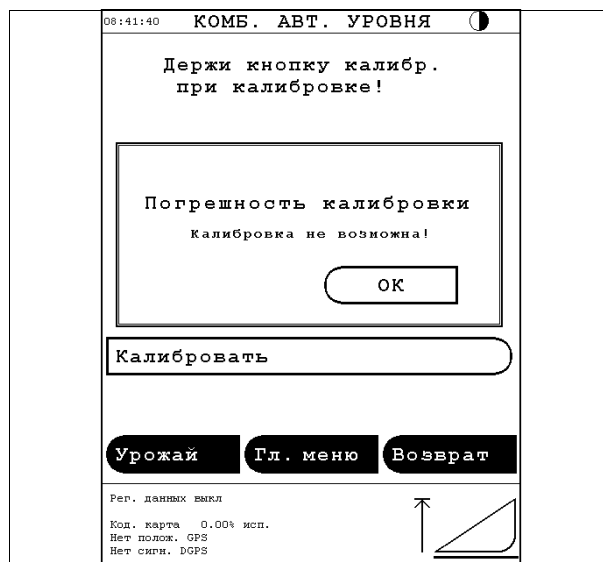 08:41:40 КОМБ. АВТ. УРОВНЯ
Держи кнопку калибр.
при калибровке!
Погрешность калибровки
Калибровка не возможна!
ОК
Калибровать
Урожай Гл. меню Возврат
Рег. данных выкл
Код. карта 0.00% исп.
Нет полож. GPS
Нет сигн. DGPS